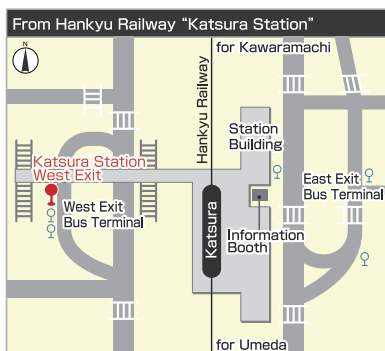 From Hankyu Railway "Katsura Station"
N
for Kawaramachi
Hankyu Railway
Station
Building
Katsura Station
West Exit
West Exit
Bus Terminal
East Exit
Bus Terminal
Katsura
Information
Booth
for Umeda